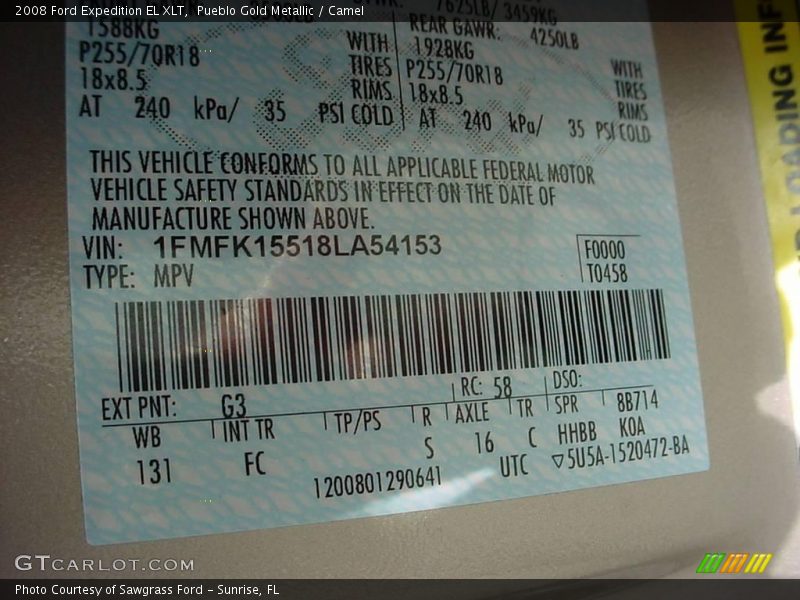 2008 Ford Expedition EL XLT, Pueblo Gold Metallic / Camel
7625LB/ 3459KG
1588KG
REAR GAWR: 4250LB
P255/70R18 WITH 1928KG
18x8.5 TIRES P255/70R18 WITH
RIMS 18x8.5 TIRES
RIMS
AT 240 kPa/ 35 PSI COLD AT 240 kPa/ 35 PSI COLD
THIS VEHICLE CONFORMS TO ALL APPLICABLE FEDERAL MOTOR
VEHICLE SAFETY STANDARDS IN EFFECT ON THE DATE OF
MANUFACTURE SHOWN ABOVE.
VIN: 1FMFK15518LA54153
F0000
TYPE: MPV
T0458
EXT PNT: G3 RC: 58 DSO:
WB INT TR TP/PS R AXLE TR SPR 8B714
131 FC S 16 C HHBB KOA
1200801290641 UTC ▽5U5A-1520472-BA
LOADING INF
GTCARLOT.COM
Photo Courtesy of Sawgrass Ford - Sunrise, FL